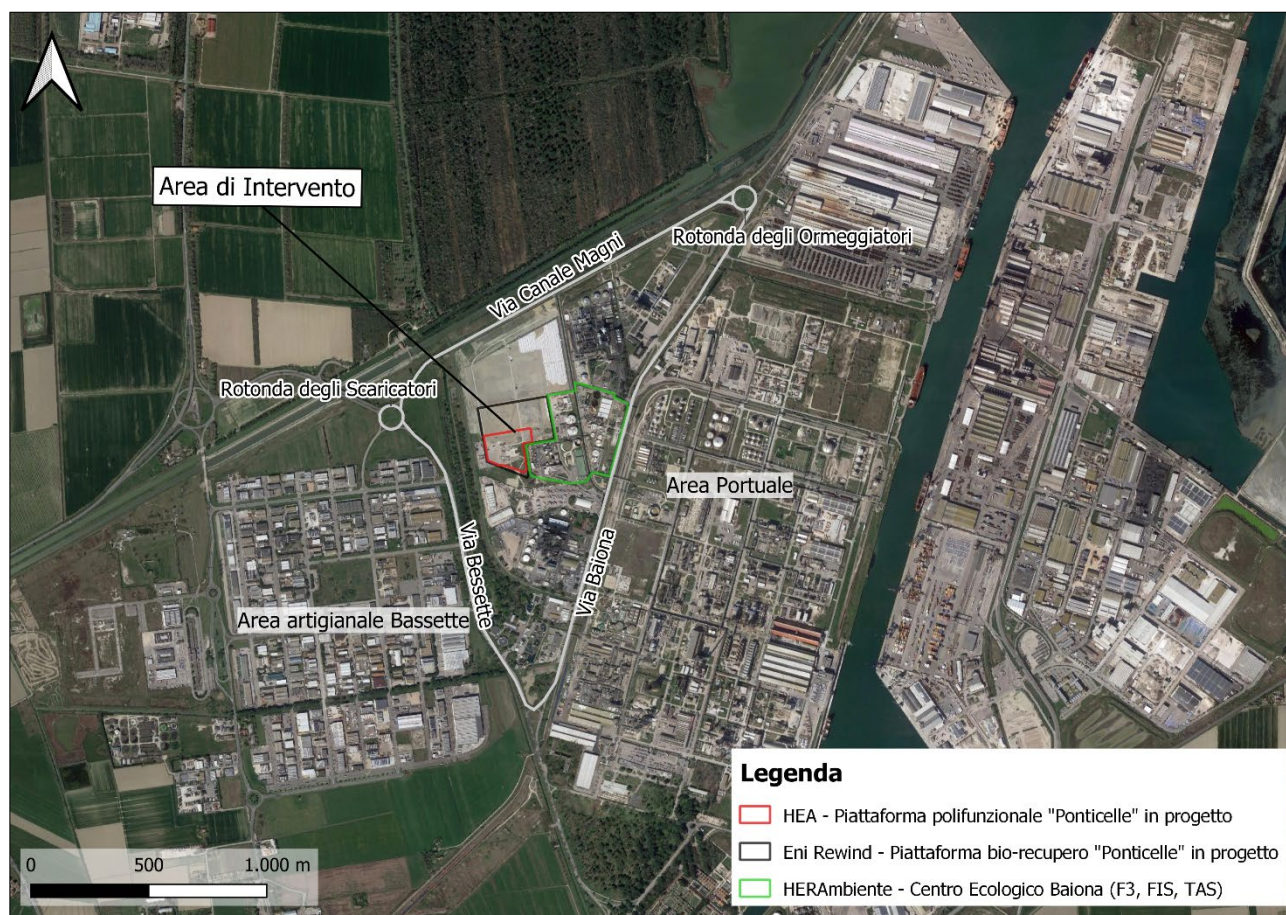 Area di Intervento
Rotonda degli Ormeggiatori
Via Canale Magni
Rotonda degli Scaricatori
Area Portuale
Via Bessette
Via Baiona
Area artigianale Bassette
Legenda
HEA - Piattaforma polifunzionale "Ponticelle" in progetto
Eni Rewind - Piattaforma bio-recupero "Ponticelle" in progetto
HERAmbiente - Centro Ecologico Baiona (F3, FIS, TAS)
0 500 1.000 m